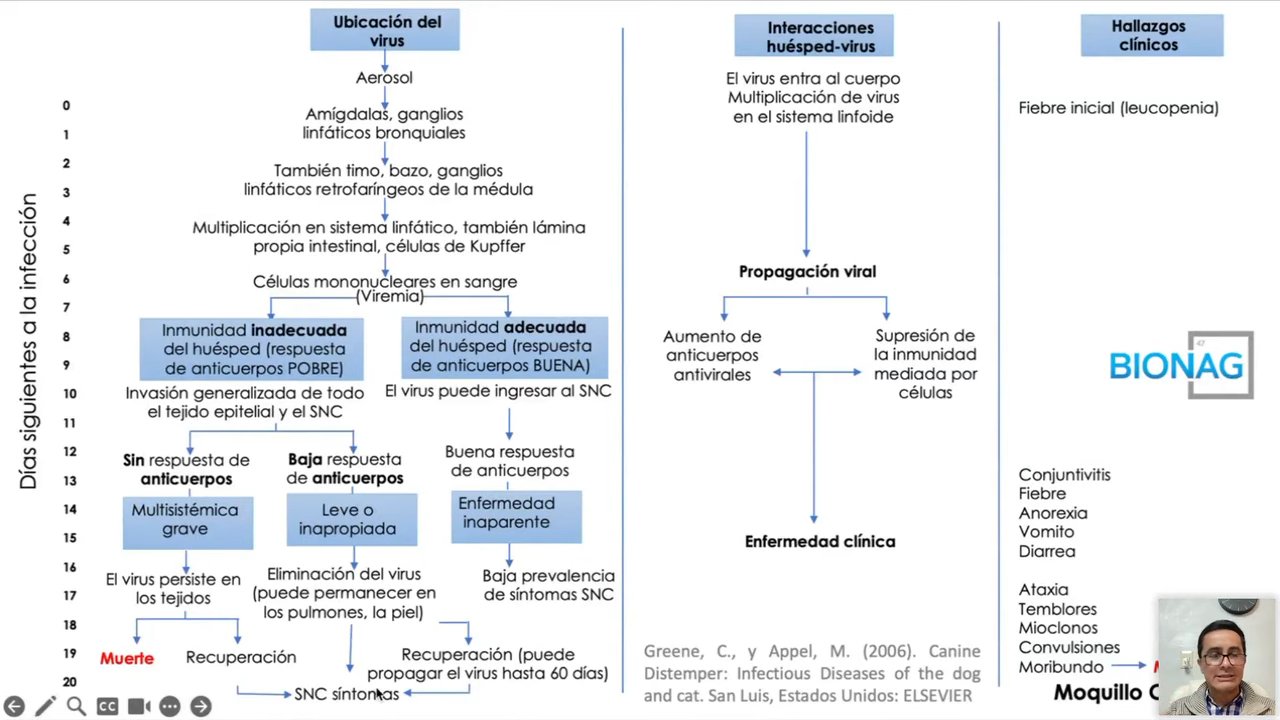 Ubicación del
virus
Aerosol
Amígdalas, ganglios
linfáticos bronquiales
También timo, bazo, ganglios
linfáticos retrofaríngeos de la médula
Multiplicación en sistema linfático, también lámina
propia intestinal, células de Kupffer
Células mononucleares en sangre
(Viremia)
Inmunidad inadecuada
del huésped (respuesta
de anticuerpos POBRE)
Inmunidad adecuada
del huésped (respuesta
de anticuerpos BUENA)
Invasión generalizada de todo
el tejido epitelial y el SNC
El virus puede ingresar al SNC
Sin respuesta de
anticuerpos
Baja respuesta
de anticuerpos
Buena respuesta
de anticuerpos
Multisistémica
grave
Leve o
inapropiada
Enfermedad
inaparente
El virus persiste en
los tejidos
Eliminación del virus
(puede permanecer en
los pulmones, la piel)
Baja prevalencia
de síntomas SNC
Muerte
Recuperación
Recuperación (puede
propagar el virus hasta 60 días)
SNC síntomas
Días siguientes a la infección
0
1
2
3
4
5
6
7
8
9
10
11
12
13
14
15
16
17
18
19
20
Interacciones
huésped-virus
El virus entra al cuerpo
Multiplicación de virus
en el sistema linfoide
Propagación viral
Aumento de
anticuerpos
antivirales
Supresión de
la inmunidad
mediada por
células
Enfermedad clínica
Greene, C., y Appel, M. (2006). Canine
Distemper: Infectious Diseases of the dog
and cat. San Luis, Estados Unidos: ELSEVIER
Hallazgos
clínicos
Fiebre inicial (leucopenia)
47
BIONAG
Conjuntivitis
Fiebre
Anorexia
Vomito
Diarrea
Ataxia
Temblores
Mioclonos
Convulsiones
Moribundo
Moquillo C
CC